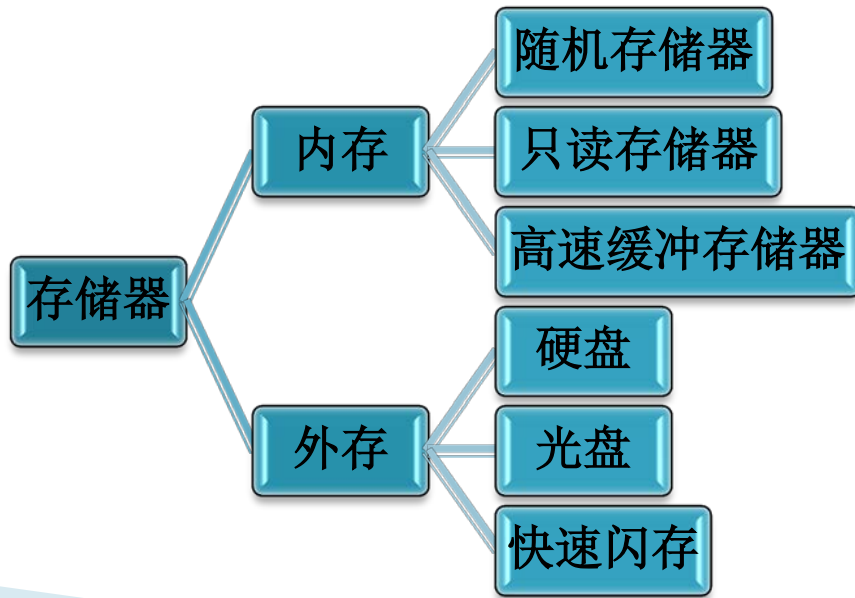 存储器
内存
随机存储器
只读存储器
高速缓冲存储器
外存
硬盘
光盘
快速闪存